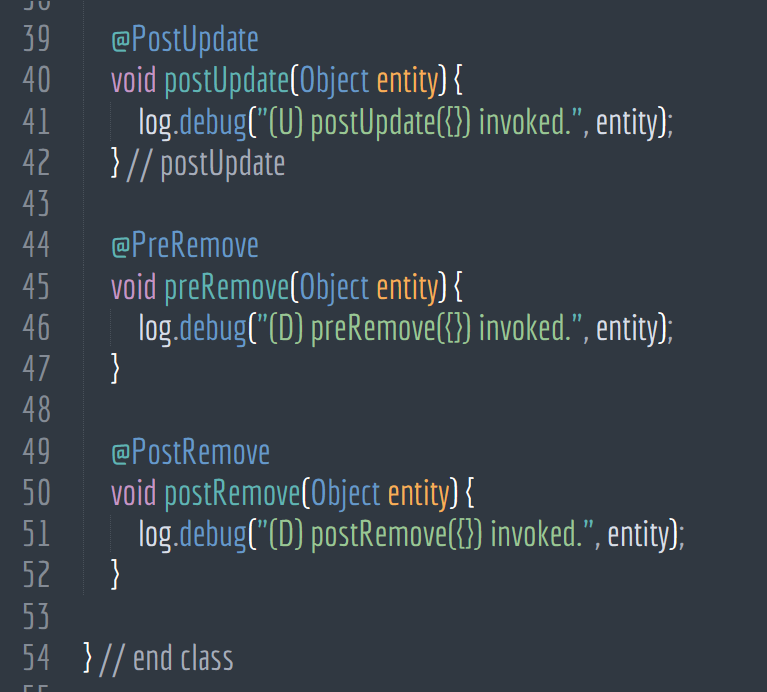 39 @PostUpdate
40 void postUpdate(Object entity) {
41 log.debug("(U) postUpdate({}) invoked.", entity);
42 } // postUpdate
43
44 @PreRemove
45 void preRemove(Object entity) {
46 log.debug("(D) preRemove({}) invoked.", entity);
47 }
48
49 @PostRemove
50 void postRemove(Object entity) {
51 log.debug("(D) postRemove({}) invoked.", entity);
52 }
53
54 } // end class